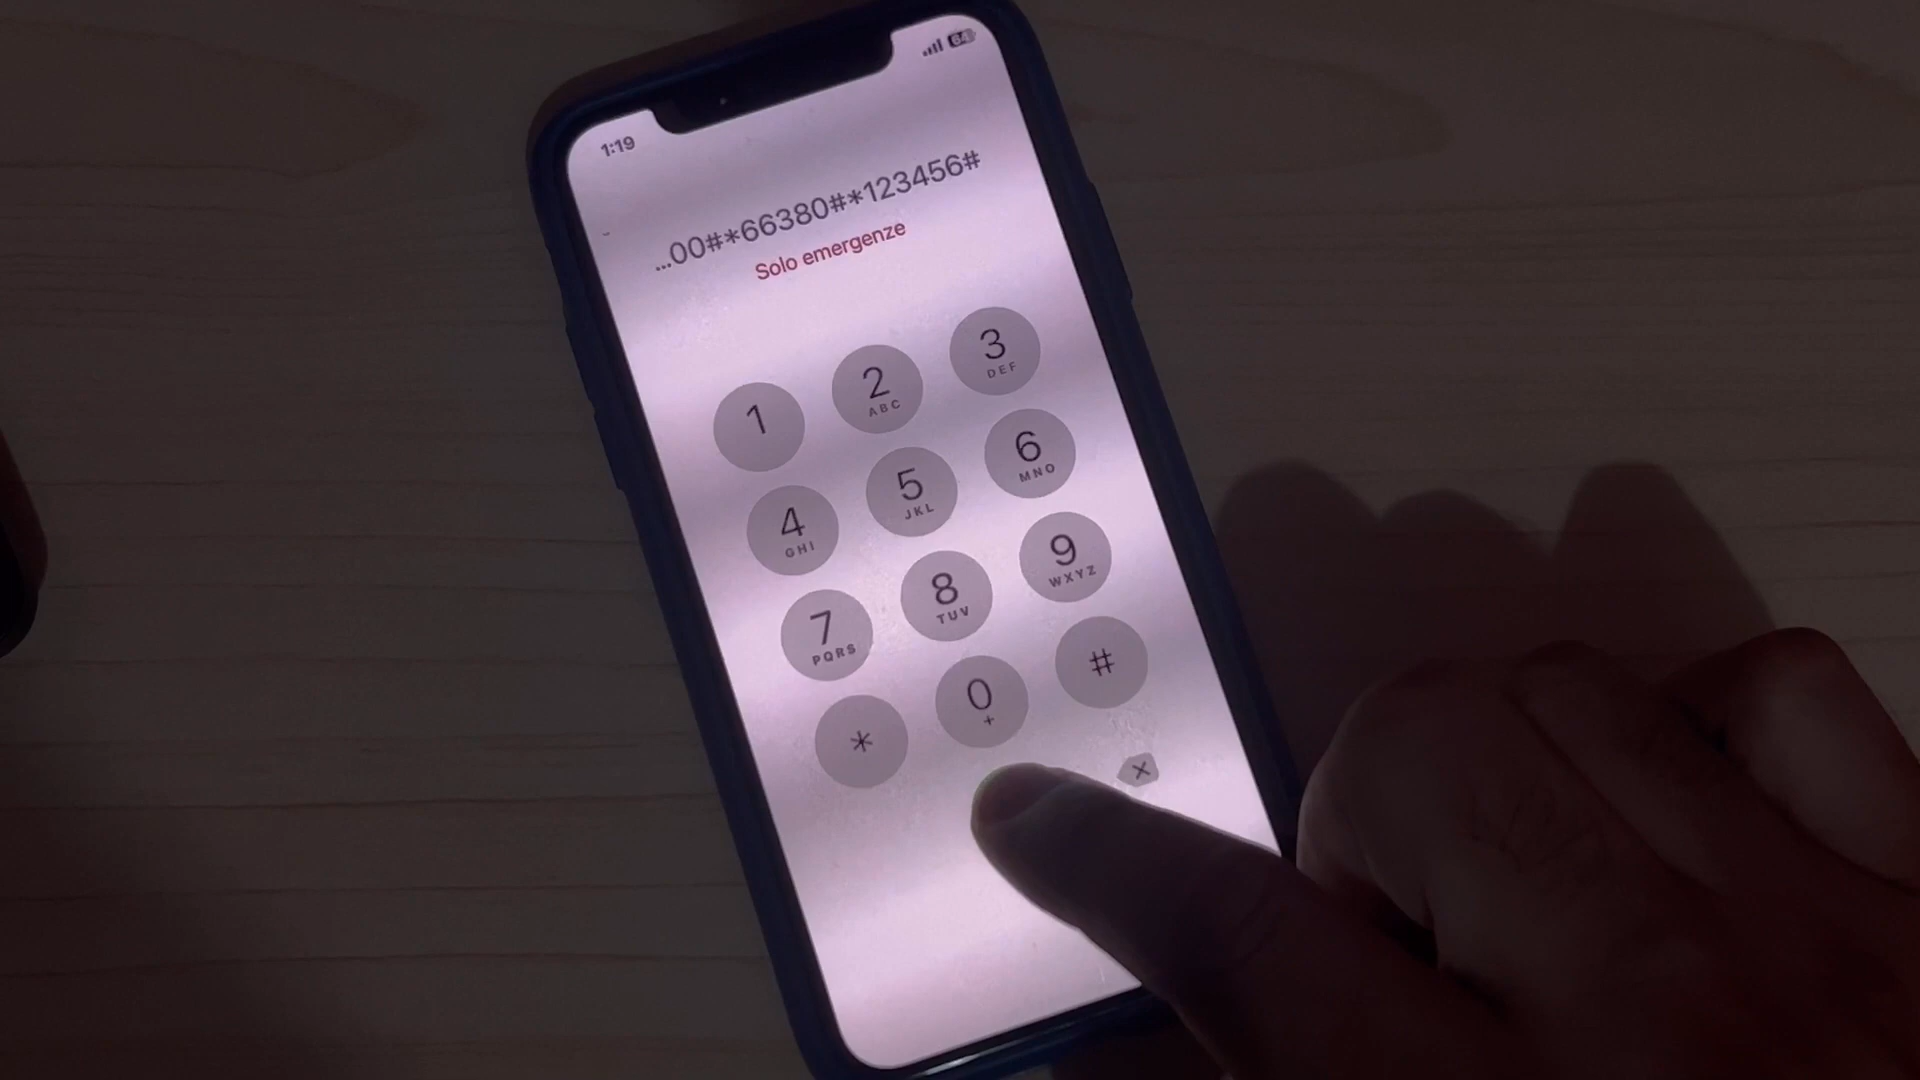 1:19
64
...00#*66380#*123456#
Solo emergenze
1
2
ABC
3
DEF
4
GHI
5
JKL
6
MNO
7
PQRS
8
TUV
9
WXYZ
*
0
+
#